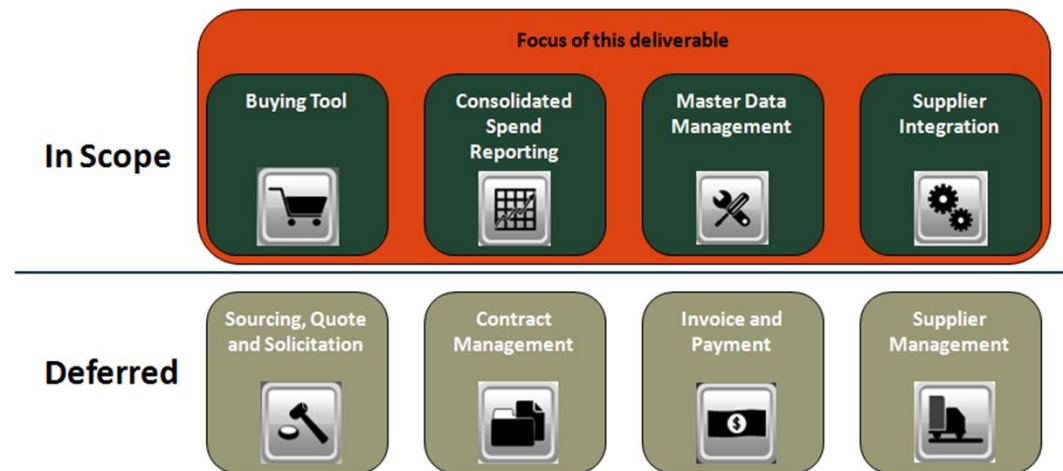 Focus of this deliverable
In Scope
Buying Tool
Consolidated
Spend
Reporting
Master Data
Management
Supplier
Integration
Deferred
Sourcing, Quote
and Solicitation
Contract
Management
Invoice and
Payment
$
Supplier
Management